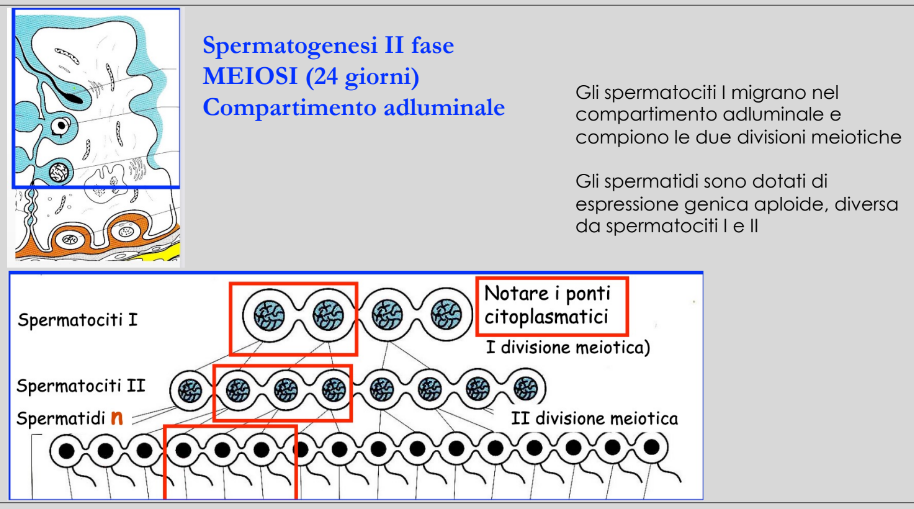 Spermatogenesi II fase
MEIOSI (24 giorni)
Compartimento adluminale
Gli spermatociti I migrano nel
compartimento adluminale e
compiono le due divisioni meiotiche
Gli spermatidi sono dotati di
espressione genica aploide, diversa
da spermatociti I e II
Notare i ponti
citoplasmatici
Spermatociti I
I divisione meiotica)
Spermatociti II
Spermatidi n
II divisione meiotica